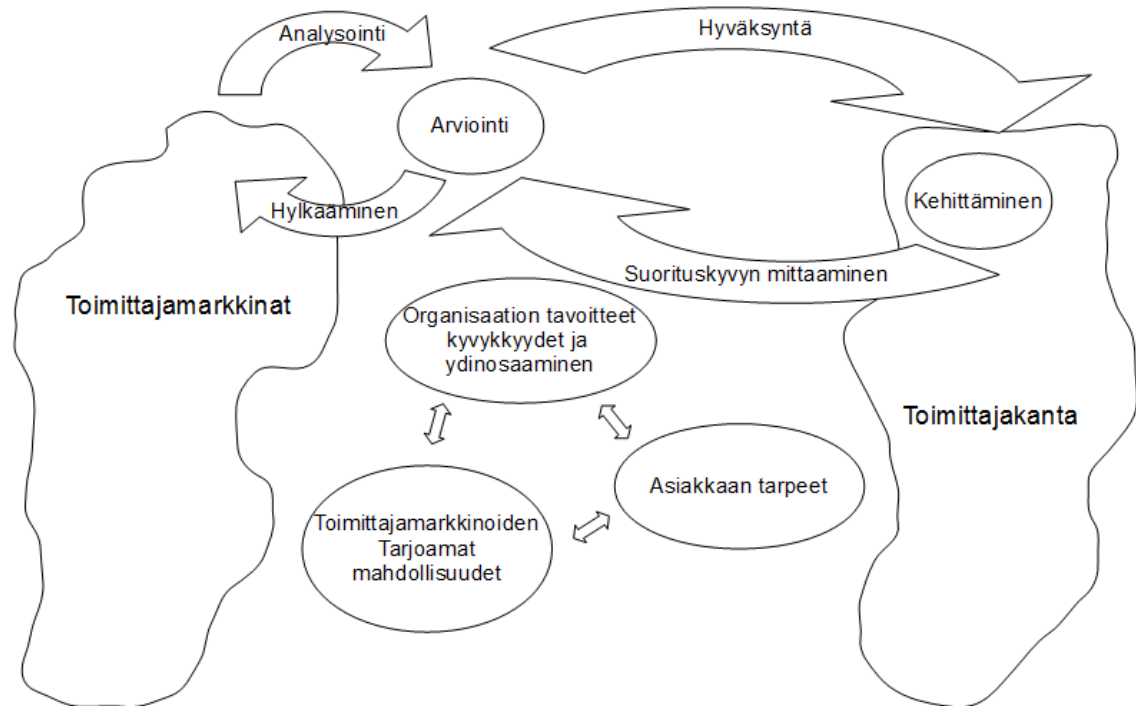 Analysointi
Hyväksyntä
Arviointi
Kehittäminen
Hylkääminen
Suorituskyvyn mittaaminen
Toimittajamarkkinat
Organisaation tavoitteet
kyvykkyydet ja
ydinosaaminen
Toimittajakanta
Asiakkaan tarpeet
Toimittajamarkkinoiden
Tarjoamat
mahdollisuudet